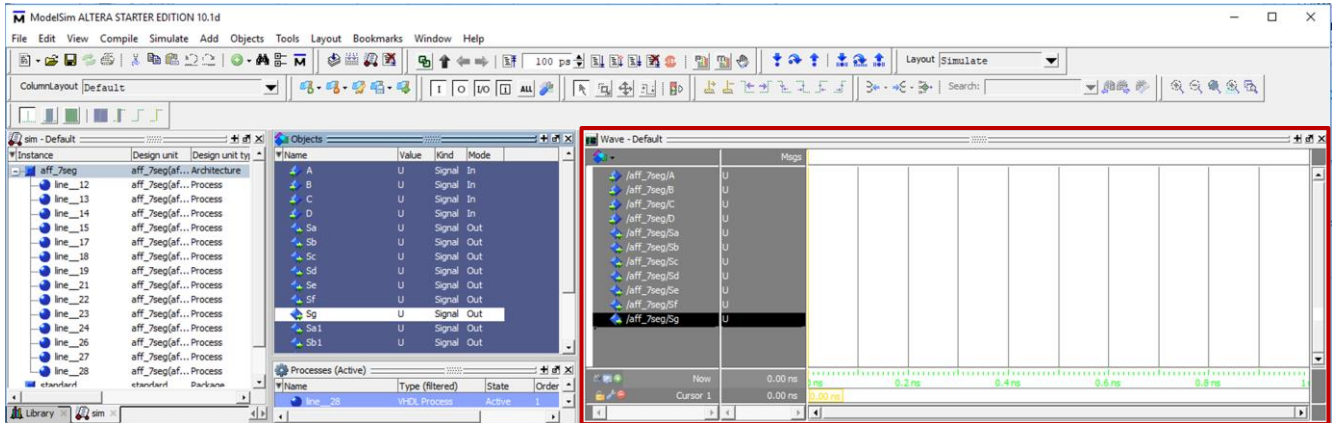 ModelSim ALTERA STARTER EDITION 10.1d
File Edit View Compile Simulate Add Objects Tools Layout Bookmarks Window Help
100 ps
Layout Simulate
ColumnLayout Default
I O I/O ALL
Search:
sim - Default
Instance Design unit Design unit typ
aff_7seg aff_7seg(af... Architecture
line__12 aff_7seg(af... Process
line__13 aff_7seg(af... Process
line__14 aff_7seg(af... Process
line__15 aff_7seg(af... Process
line__17 aff_7seg(af... Process
line__18 aff_7seg(af... Process
line__19 aff_7seg(af... Process
line__21 aff_7seg(af... Process
line__22 aff_7seg(af... Process
line__23 aff_7seg(af... Process
line__24 aff_7seg(af... Process
line__26 aff_7seg(af... Process
line__27 aff_7seg(af... Process
line__28 aff_7seg(af... Process
standard standard Package
Library sim
Objects
Name Value Kind Mode
A U Signal In
B U Signal In
C U Signal In
D U Signal In
Sa U Signal Out
Sb U Signal Out
Sc U Signal Out
Sd U Signal Out
Se U Signal Out
Sf U Signal Out
Sg U Signal Out
Sa1 U Signal Out
Sb1 U Signal Out
Processes (Active)
Name Type (filtered) State Order
line__28 VHDL Process Active 1
Wave - Default
Msgs
/aff_7seg/A U
/aff_7seg/B U
/aff_7seg/C U
/aff_7seg/D U
/aff_7seg/Sa U
/aff_7seg/Sb U
/aff_7seg/Sc U
/aff_7seg/Sd U
/aff_7seg/Se U
/aff_7seg/Sf U
/aff_7seg/Sg U
Now 0.00 ns
ns 0.2 ns 0.4 ns 0.6 ns 0.8 ns 1
Cursor 1 0.00 ns 0.00 ns